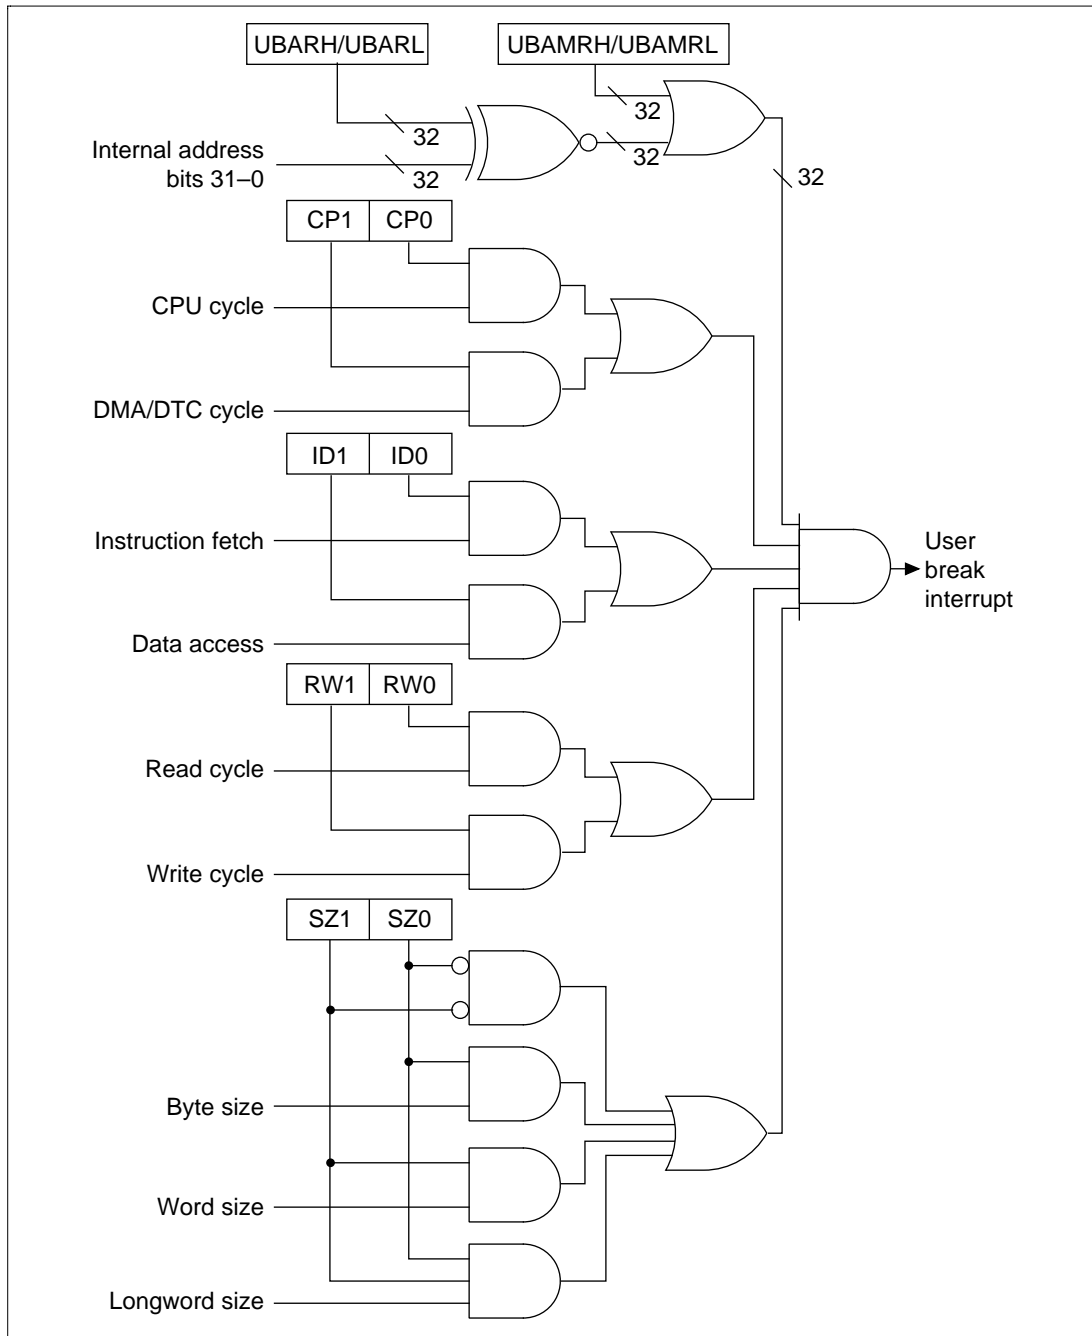 UBARH/UBARL
UBAMRH/UBAMRL
32
32
32
32
32
Internal address
bits 31–0
CP1 CP0
CPU cycle
DMA/DTC cycle
ID1 ID0
Instruction fetch
Data access
User
break
interrupt
RW1 RW0
Read cycle
Write cycle
SZ1 SZ0
Byte size
Word size
Longword size